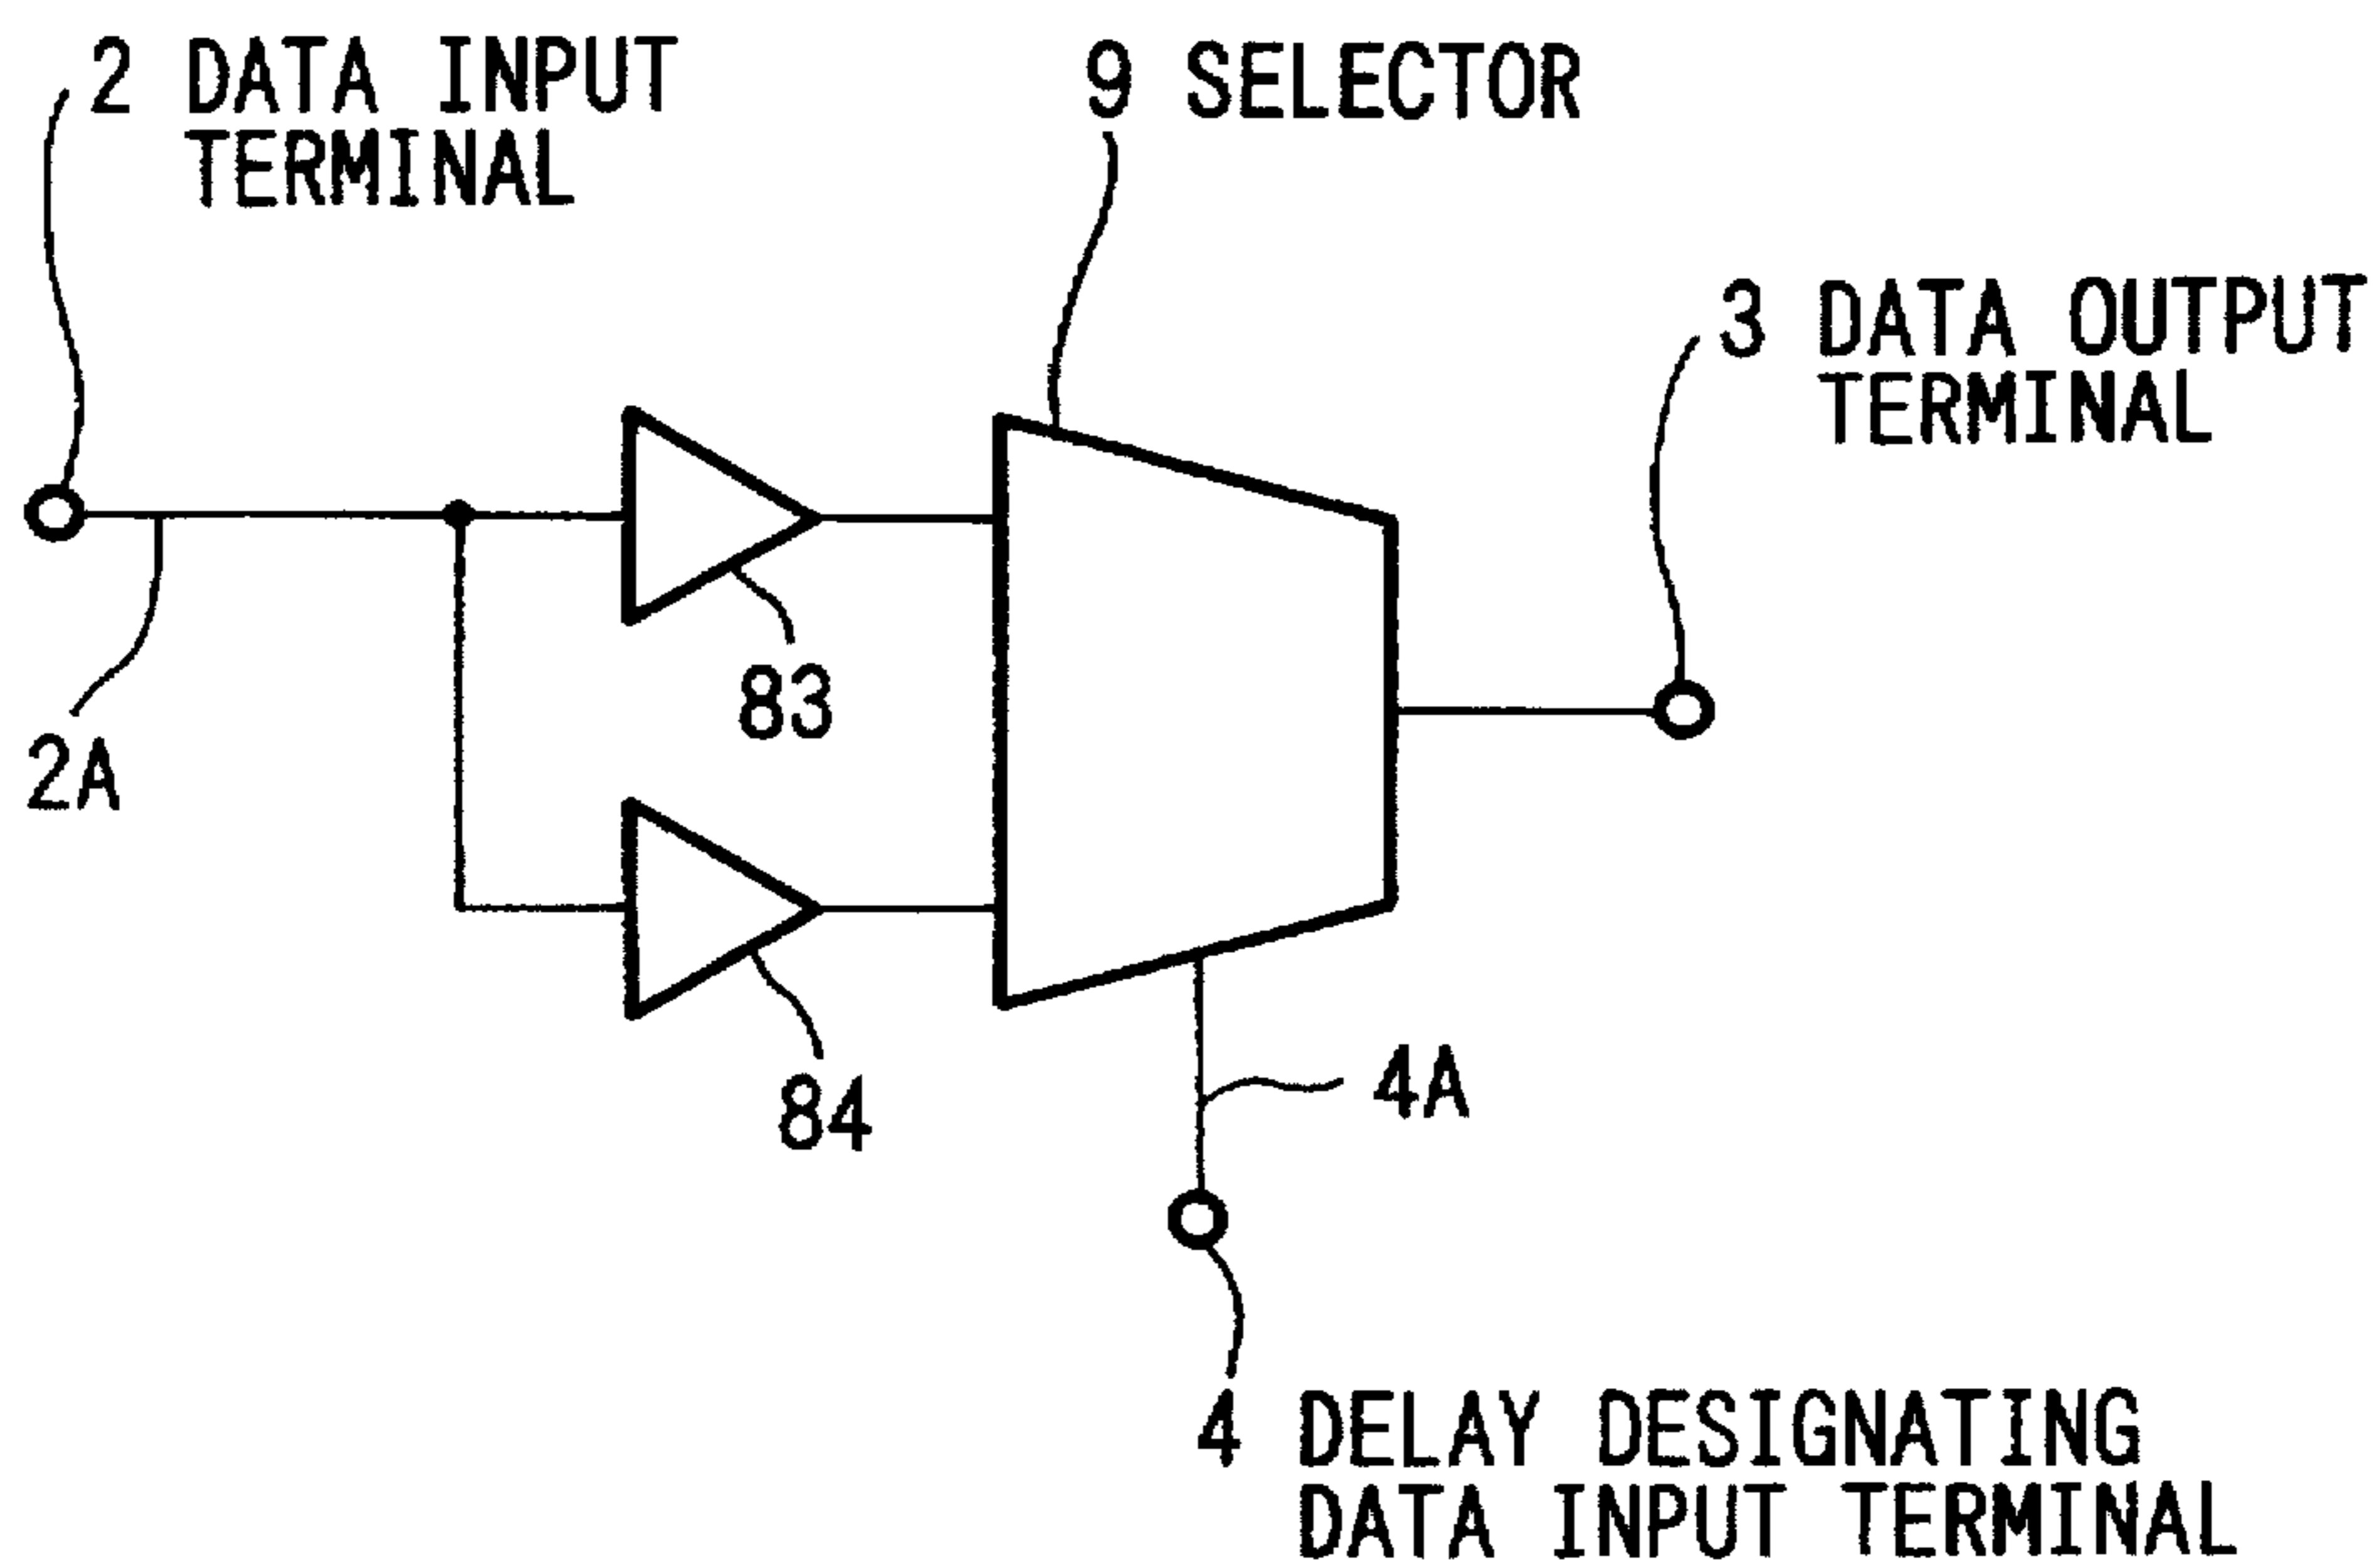 2 DATA INPUT
TERMINAL
9 SELECTOR
3 DATA OUTPUT
TERMINAL
83
2A
84
4A
4 DELAY DESIGNATING
DATA INPUT TERMINAL